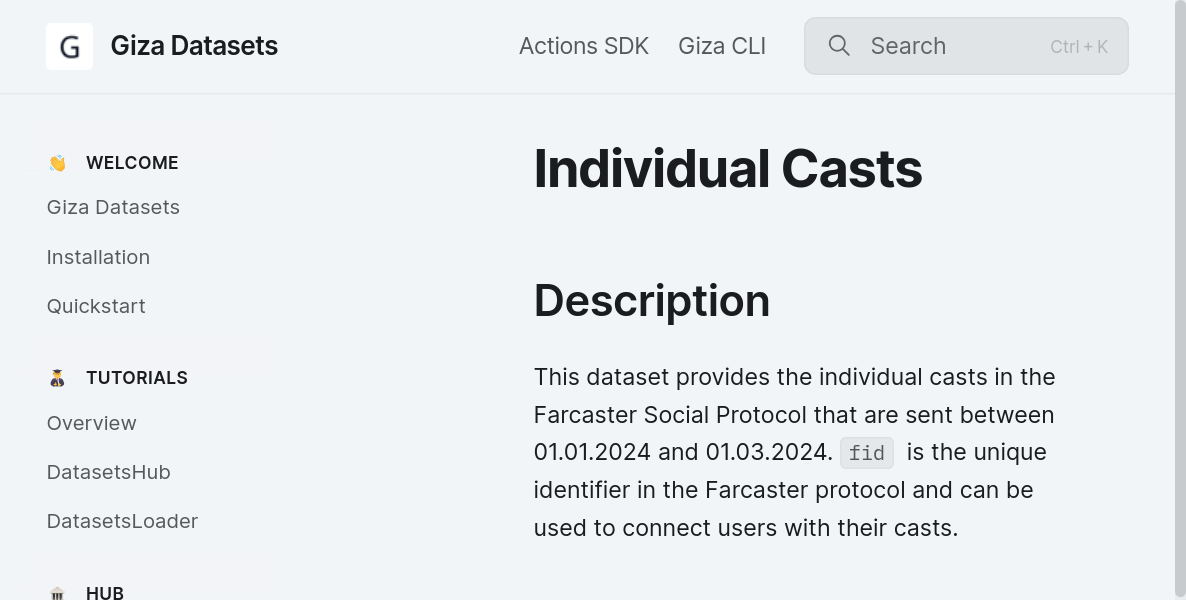 G Giza Datasets
Actions SDK
Giza CLI
Search
Ctrl + K
WELCOME
Giza Datasets
Installation
Quickstart
TUTORIALS
Overview
DatasetsHub
DatasetsLoader
HUB
Individual Casts
Description
This dataset provides the individual casts in the
Farcaster Social Protocol that are sent between
01.01.2024 and 01.03.2024. fid is the unique
identifier in the Farcaster protocol and can be
used to connect users with their casts.